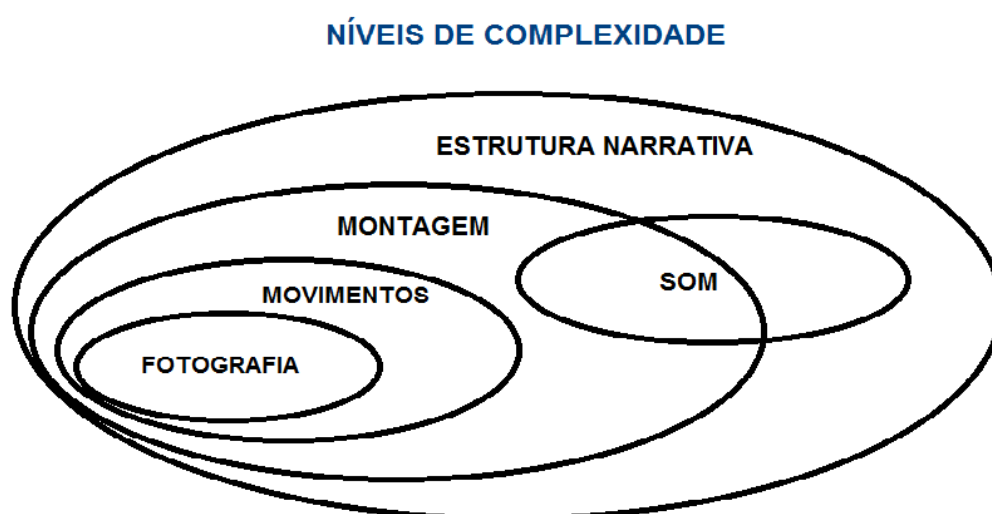 NÍVEIS DE COMPLEXIDADE
ESTRUTURA NARRATIVA
MONTAGEM
SOM
MOVIMENTOS
FOTOGRAFIA